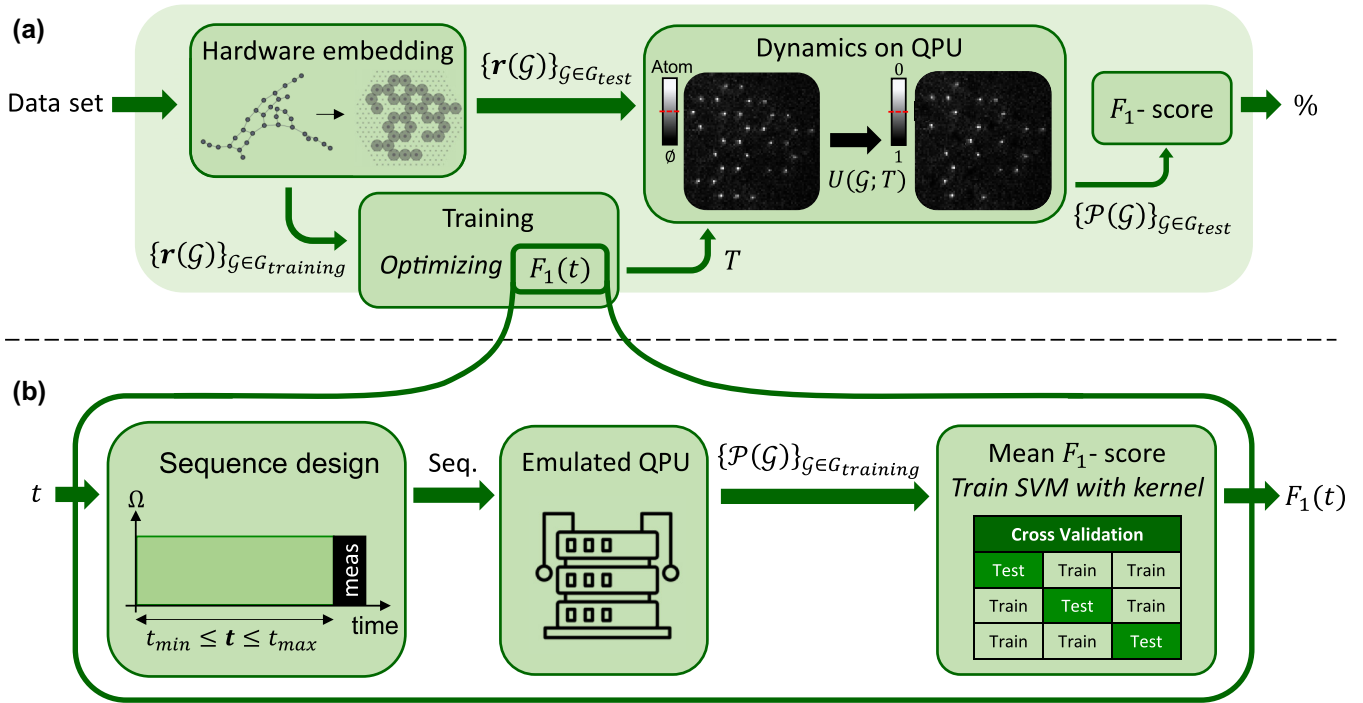 (a)
Hardware embedding
Data set
{𝒓(𝒢)}𝒢∈G_test
Dynamics on QPU
Atom
∅
0
1
U(𝒢; T)
F₁- score
%
{𝒫(𝒢)}𝒢∈G_test
{𝒓(𝒢)}𝒢∈G_training
Training
Optimizing F₁(t)
T
(b)
t
Sequence design
Ω
meas
time
t_min ≤ 𝒕 ≤ t_max
Seq.
Emulated QPU
{𝒫(𝒢)}𝒢∈G_training
Mean F₁- score
Train SVM with kernel
Cross Validation
Test Train Train
Train Test Train
Train Train Test
F₁(t)